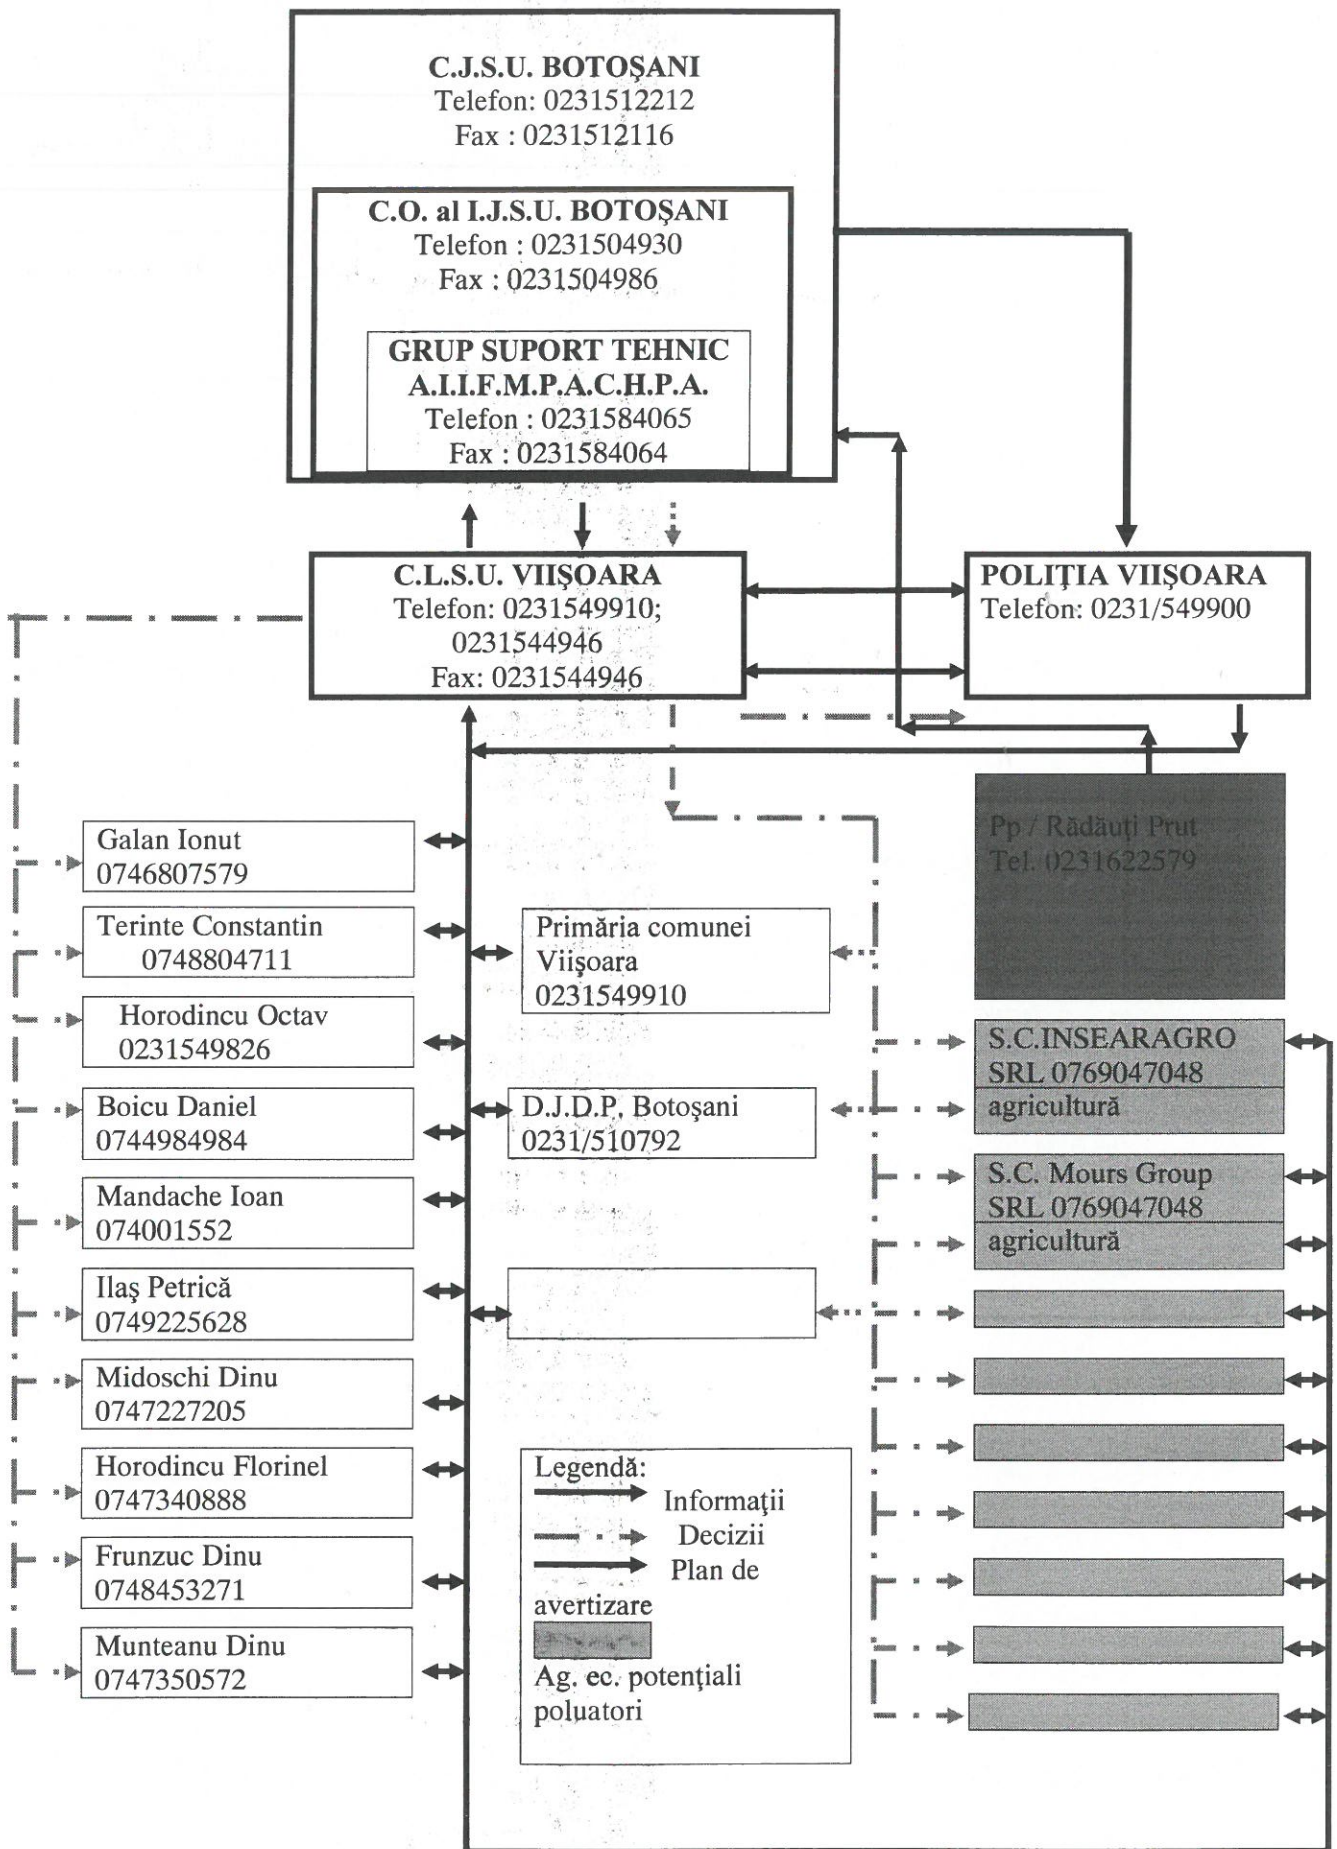 C.J.S.U. BOTOŞANI
Telefon: 0231512212
Fax : 0231512116
C.O. al I.J.S.U. BOTOŞANI
Telefon : 0231504930
Fax : 0231504986
GRUP SUPORT TEHNIC
A.I.I.F.M.P.A.C.H.P.A.
Telefon : 0231584065
Fax : 0231584064
C.L.S.U. VIIŞOARA
Telefon: 0231549910;
0231544946
Fax: 0231544946
POLIŢIA VIIŞOARA
Telefon: 0231/549900
Galan Ionut
0746807579
Terinte Constantin
0748804711
Horodincu Octav
0231549826
Boicu Daniel
0744984984
Mandache Ioan
074001552
Ilaş Petrică
0749225628
Midoschi Dinu
0747227205
Horodincu Florinel
0747340888
Frunzuc Dinu
0748453271
Munteanu Dinu
0747350572
Primăria comunei
Viişoara
0231549910
D.J.D.P. Botoşani
0231/510792
Legendă:
Informaţii
Decizii
Plan de
avertizare
Ag. ec. potenţiali
poluatori
Pp / Rădăuţi Prut
Tel. 0231622579
S.C.INSEARAGRO
SRL 0769047048
agricultură
S.C. Mours Group
SRL 0769047048
agricultură